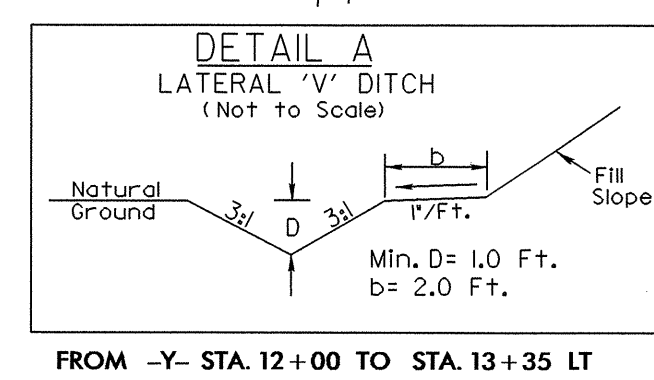 DETAIL A
LATERAL 'V' DITCH
(Not to Scale)
b
Natural
Ground
3:1
D
3:1
1"/Ft.
Fill
Slope
Min. D= 1.0 Ft.
b= 2.0 Ft.
FROM -Y- STA. 12+00 TO STA. 13+35 LT